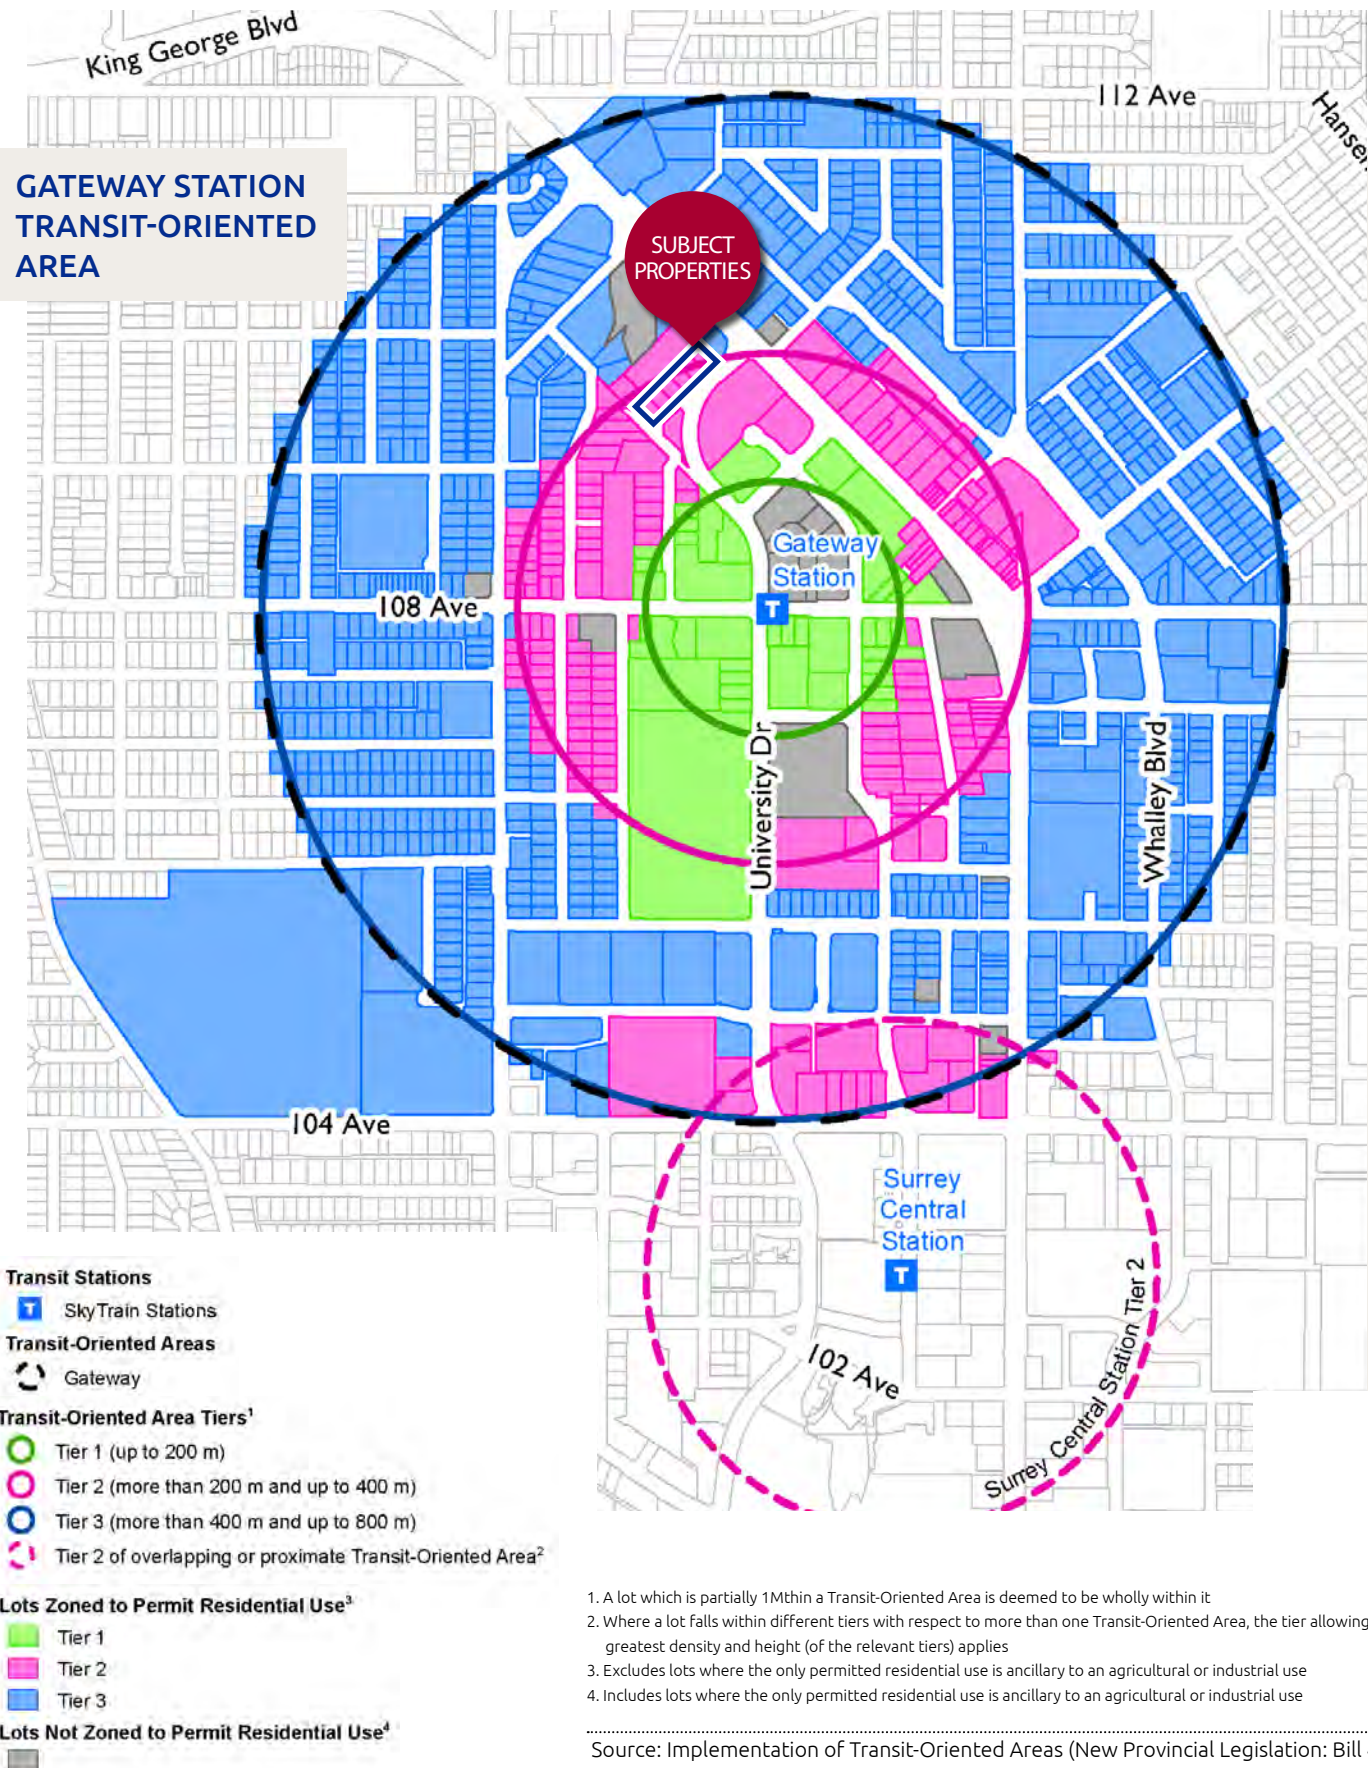 King George Blvd
112 Ave
GATEWAY STATION
TRANSIT-ORIENTED
AREA
SUBJECT
PROPERTIES
Gateway
Station
T
108 Ave
University Dr
Whalley Blvd
104 Ave
Surrey
Central
Station
T
102 Ave
Surrey Central Station Tier 2
Transit Stations
T SkyTrain Stations
Transit-Oriented Areas
Gateway
Transit-Oriented Area Tiers¹
Tier 1 (up to 200 m)
Tier 2 (more than 200 m and up to 400 m)
Tier 3 (more than 400 m and up to 800 m)
Tier 2 of overlapping or proximate Transit-Oriented Area²
Lots Zoned to Permit Residential Use³
Tier 1
Tier 2
Tier 3
Lots Not Zoned to Permit Residential Use⁴
1. A lot which is partially 1Mthin a Transit-Oriented Area is deemed to be wholly within it
2. Where a lot falls within different tiers with respect to more than one Transit-Oriented Area, the tier allowing
greatest density and height (of the relevant tiers) applies
3. Excludes lots where the only permitted residential use is ancillary to an agricultural or industrial use
4. Includes lots where the only permitted residential use is ancillary to an agricultural or industrial use
Source: Implementation of Transit-Oriented Areas (New Provincial Legislation: Bill